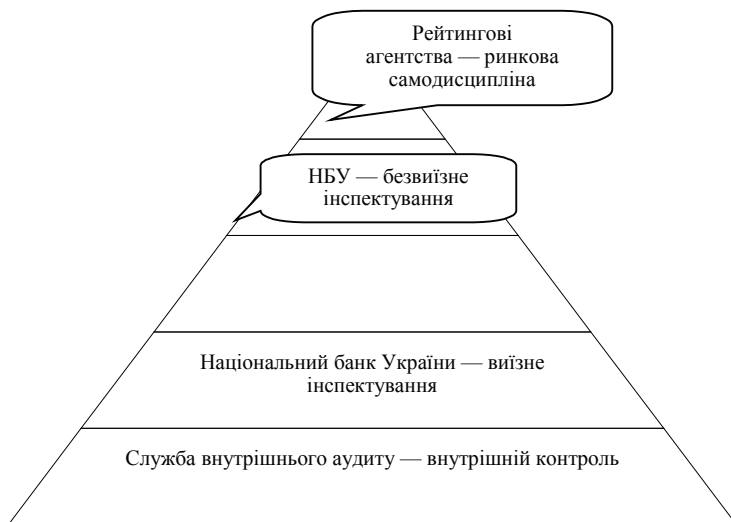 Рейтингові
агентства — ринкова
самодисципліна
НБУ — безвиїзне
інспектування
Національний банк України — виїзне
інспектування
Служба внутрішнього аудиту — внутрішній контроль